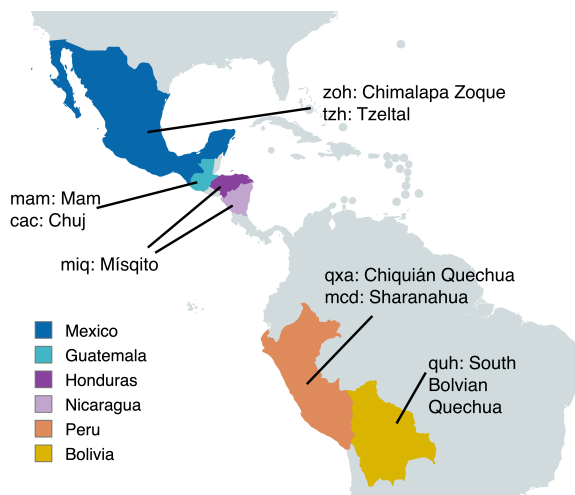 zoh: Chimalapa Zoque
tzh: Tzeltal
mam: Mam
cac: Chuj
miq: Mísqito
qxa: Chiquián Quechua
mcd: Sharanahua
quh: South
Bolvian
Quechua
Mexico
Guatemala
Honduras
Nicaragua
Peru
Bolivia